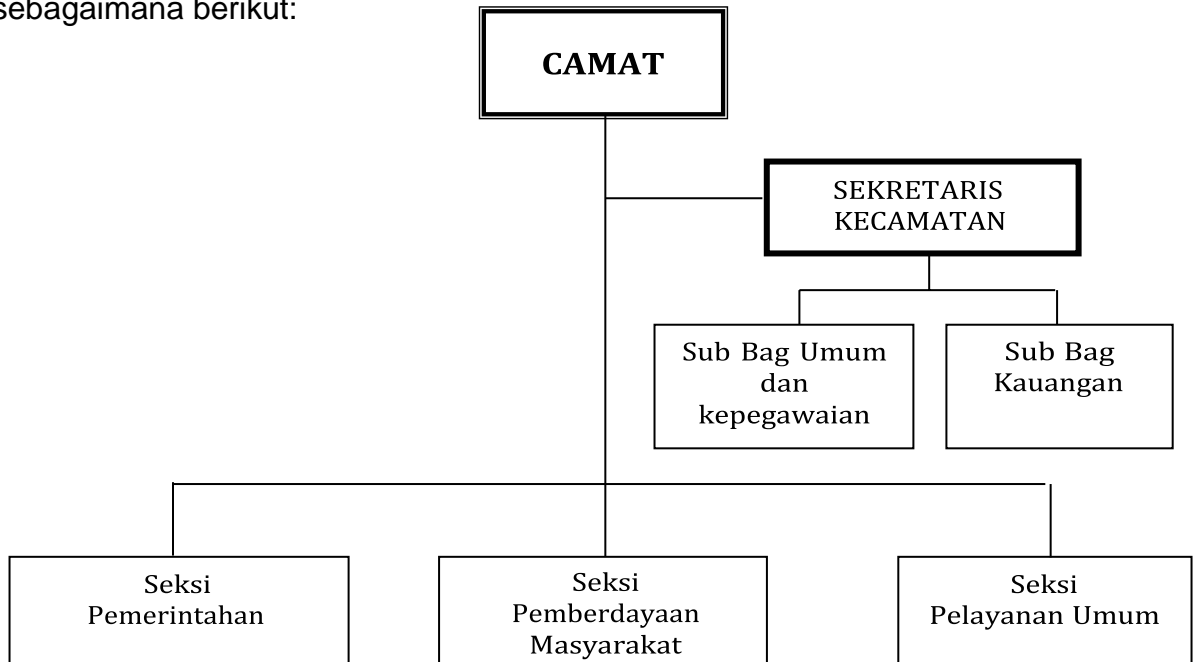 sebagaimana berikut:
CAMAT
SEKRETARIS
KECAMATAN
Sub Bag Umum
dan
kepegawaian
Sub Bag
Kauangan
Seksi
Pemerintahan
Seksi
Pemberdayaan
Masyarakat
Seksi
Pelayanan Umum